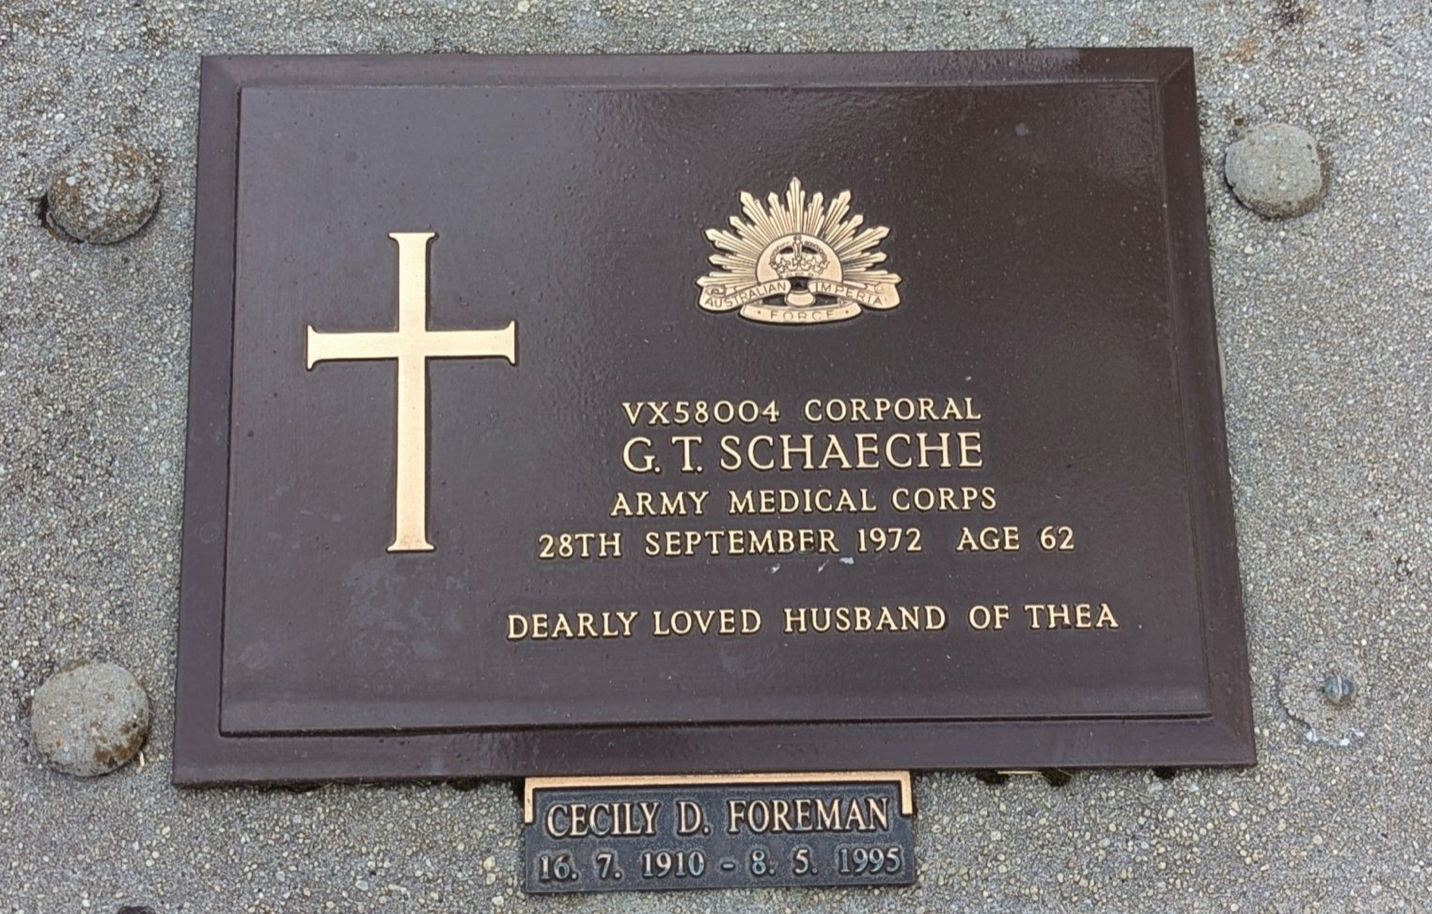 AUSTRALIAN IMPERIAL
FORCE
VX58004 CORPORAL
G. T. SCHAECHE
ARMY MEDICAL CORPS
28TH SEPTEMBER 1972 AGE 62
DEARLY LOVED HUSBAND OF THEA
CECILY D. FOREMAN
16. 7. 1910 - 8. 5. 1995